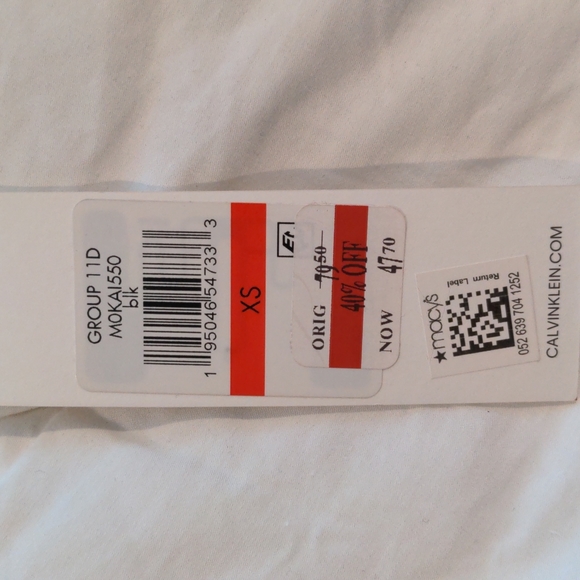 GROUP 11D
M0KAI550
blk
1 95046 54733 3
XS
ORIG 79.50
40% OFF
NOW 47.70
★macy's
Return Label
052 639 704 1252
CALVINKLEIN.COM